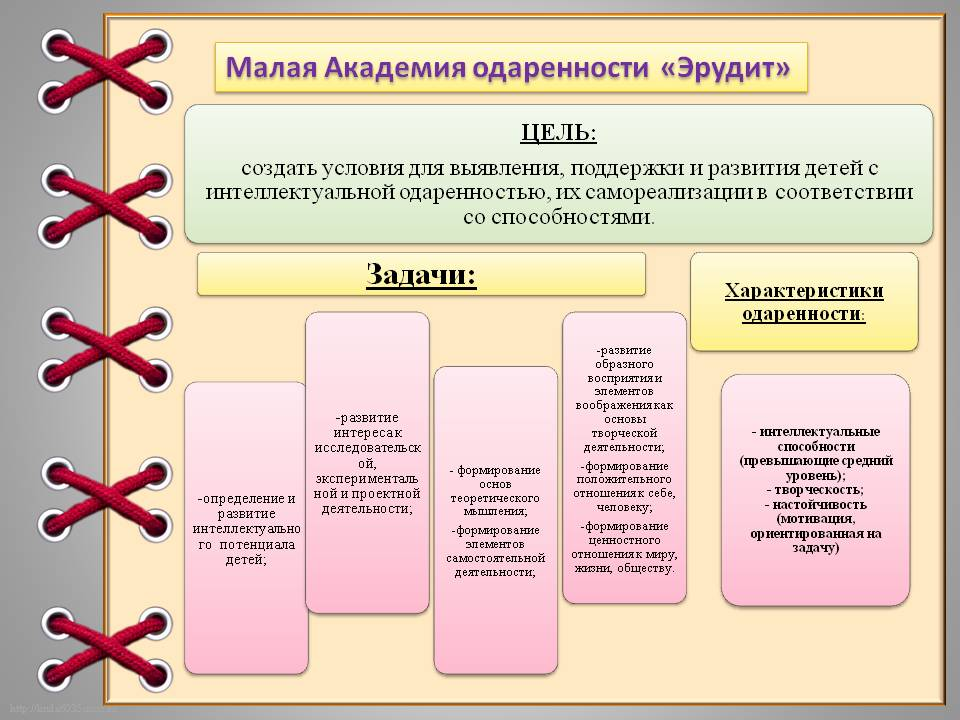 Малая Академия одаренности «Эрудит»
ЦЕЛЬ:
создать условия для выявления, поддержки и развития детей с
интеллектуальной одаренностью, их самореализации в соответствии
со способностями.
Задачи:
-определение и
развитие
интеллектуально
го потенциала
детей;
-развитие
интереса к
исследовательск
ой,
эксперименталь
ной и проектной
деятельности;
- формирование
основ
теоретического
мышления;
-формирование
элементов
самостоятельной
деятельности;
-развитие
образного
восприятия и
элементов
воображения как
основы
творческой
деятельности;
-формирование
положительного
отношения к себе,
человеку;
-формирование
ценностного
отношения к миру,
жизни, обществу.
Характеристики
одаренности:
- интеллектуальные
способности
(превышающие средний
уровень);
- творческость;
- настойчивость
(мотивация,
ориентированная на
задачу)